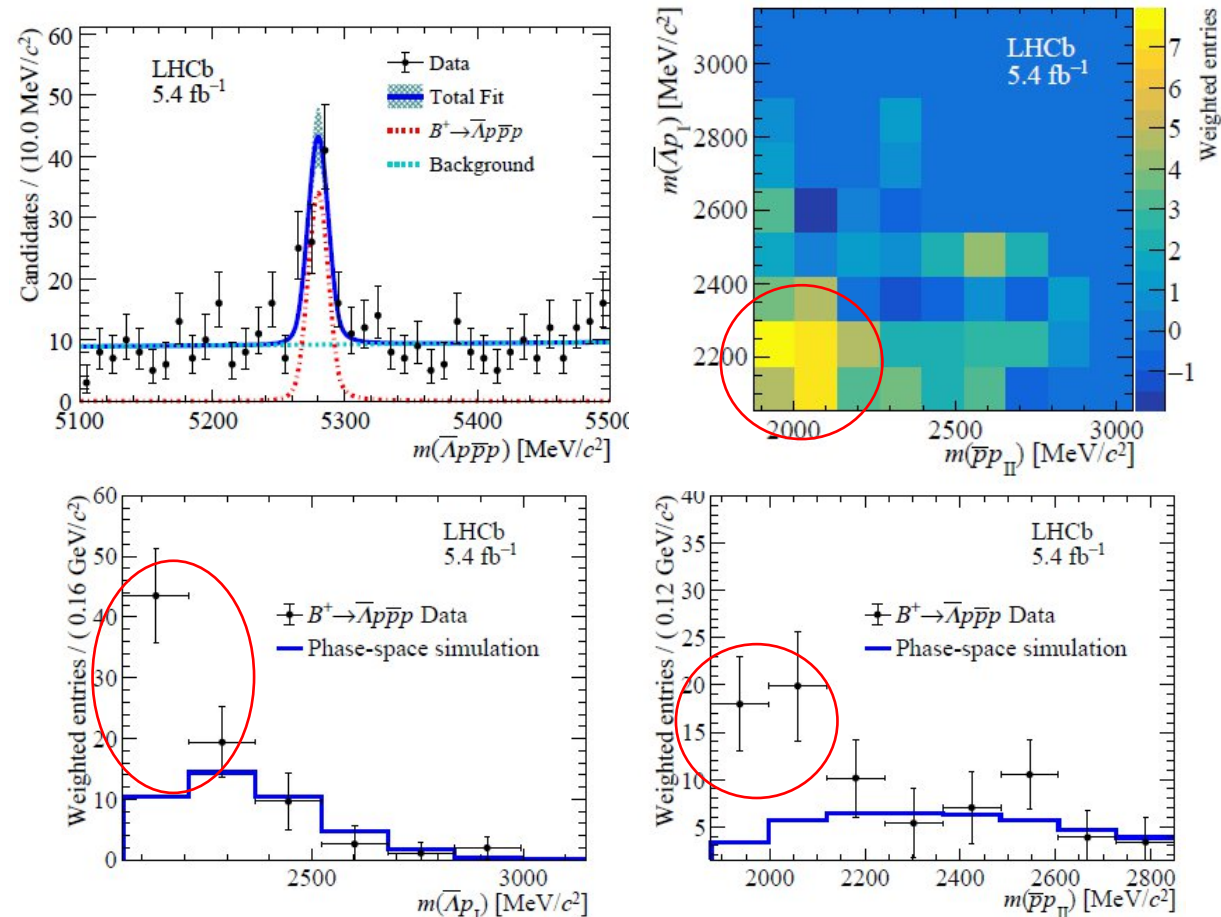 Candidates / (10.0 MeV/c²)
60
50
40
30
20
10
0
LHCb
5.4 fb⁻¹
Data
Total Fit
B⁺→Λ̅pp̅p
Background
5100
5200
5300
5400
5500
m(Λ̅pp̅p) [MeV/c²]
m(Λ̅p_I) [MeV/c²]
3000
2800
2600
2400
2200
LHCb
5.4 fb⁻¹
2000
2500
3000
m(p̅p_II) [MeV/c²]
7
6
5
4
3
2
1
0
−1
Weighted entries
Weighted entries / ( 0.16 GeV/c²)
60
50
40
30
20
10
0
LHCb
5.4 fb⁻¹
B⁺→Λ̅pp̅p Data
Phase-space simulation
2500
3000
m(Λ̅p_I) [MeV/c²]
Weighted entries / ( 0.12 GeV/c²)
40
35
30
25
20
15
10
5
LHCb
5.4 fb⁻¹
B⁺→Λ̅pp̅p Data
Phase-space simulation
2000
2200
2400
2600
2800
m(p̅p_II) [MeV/c²]